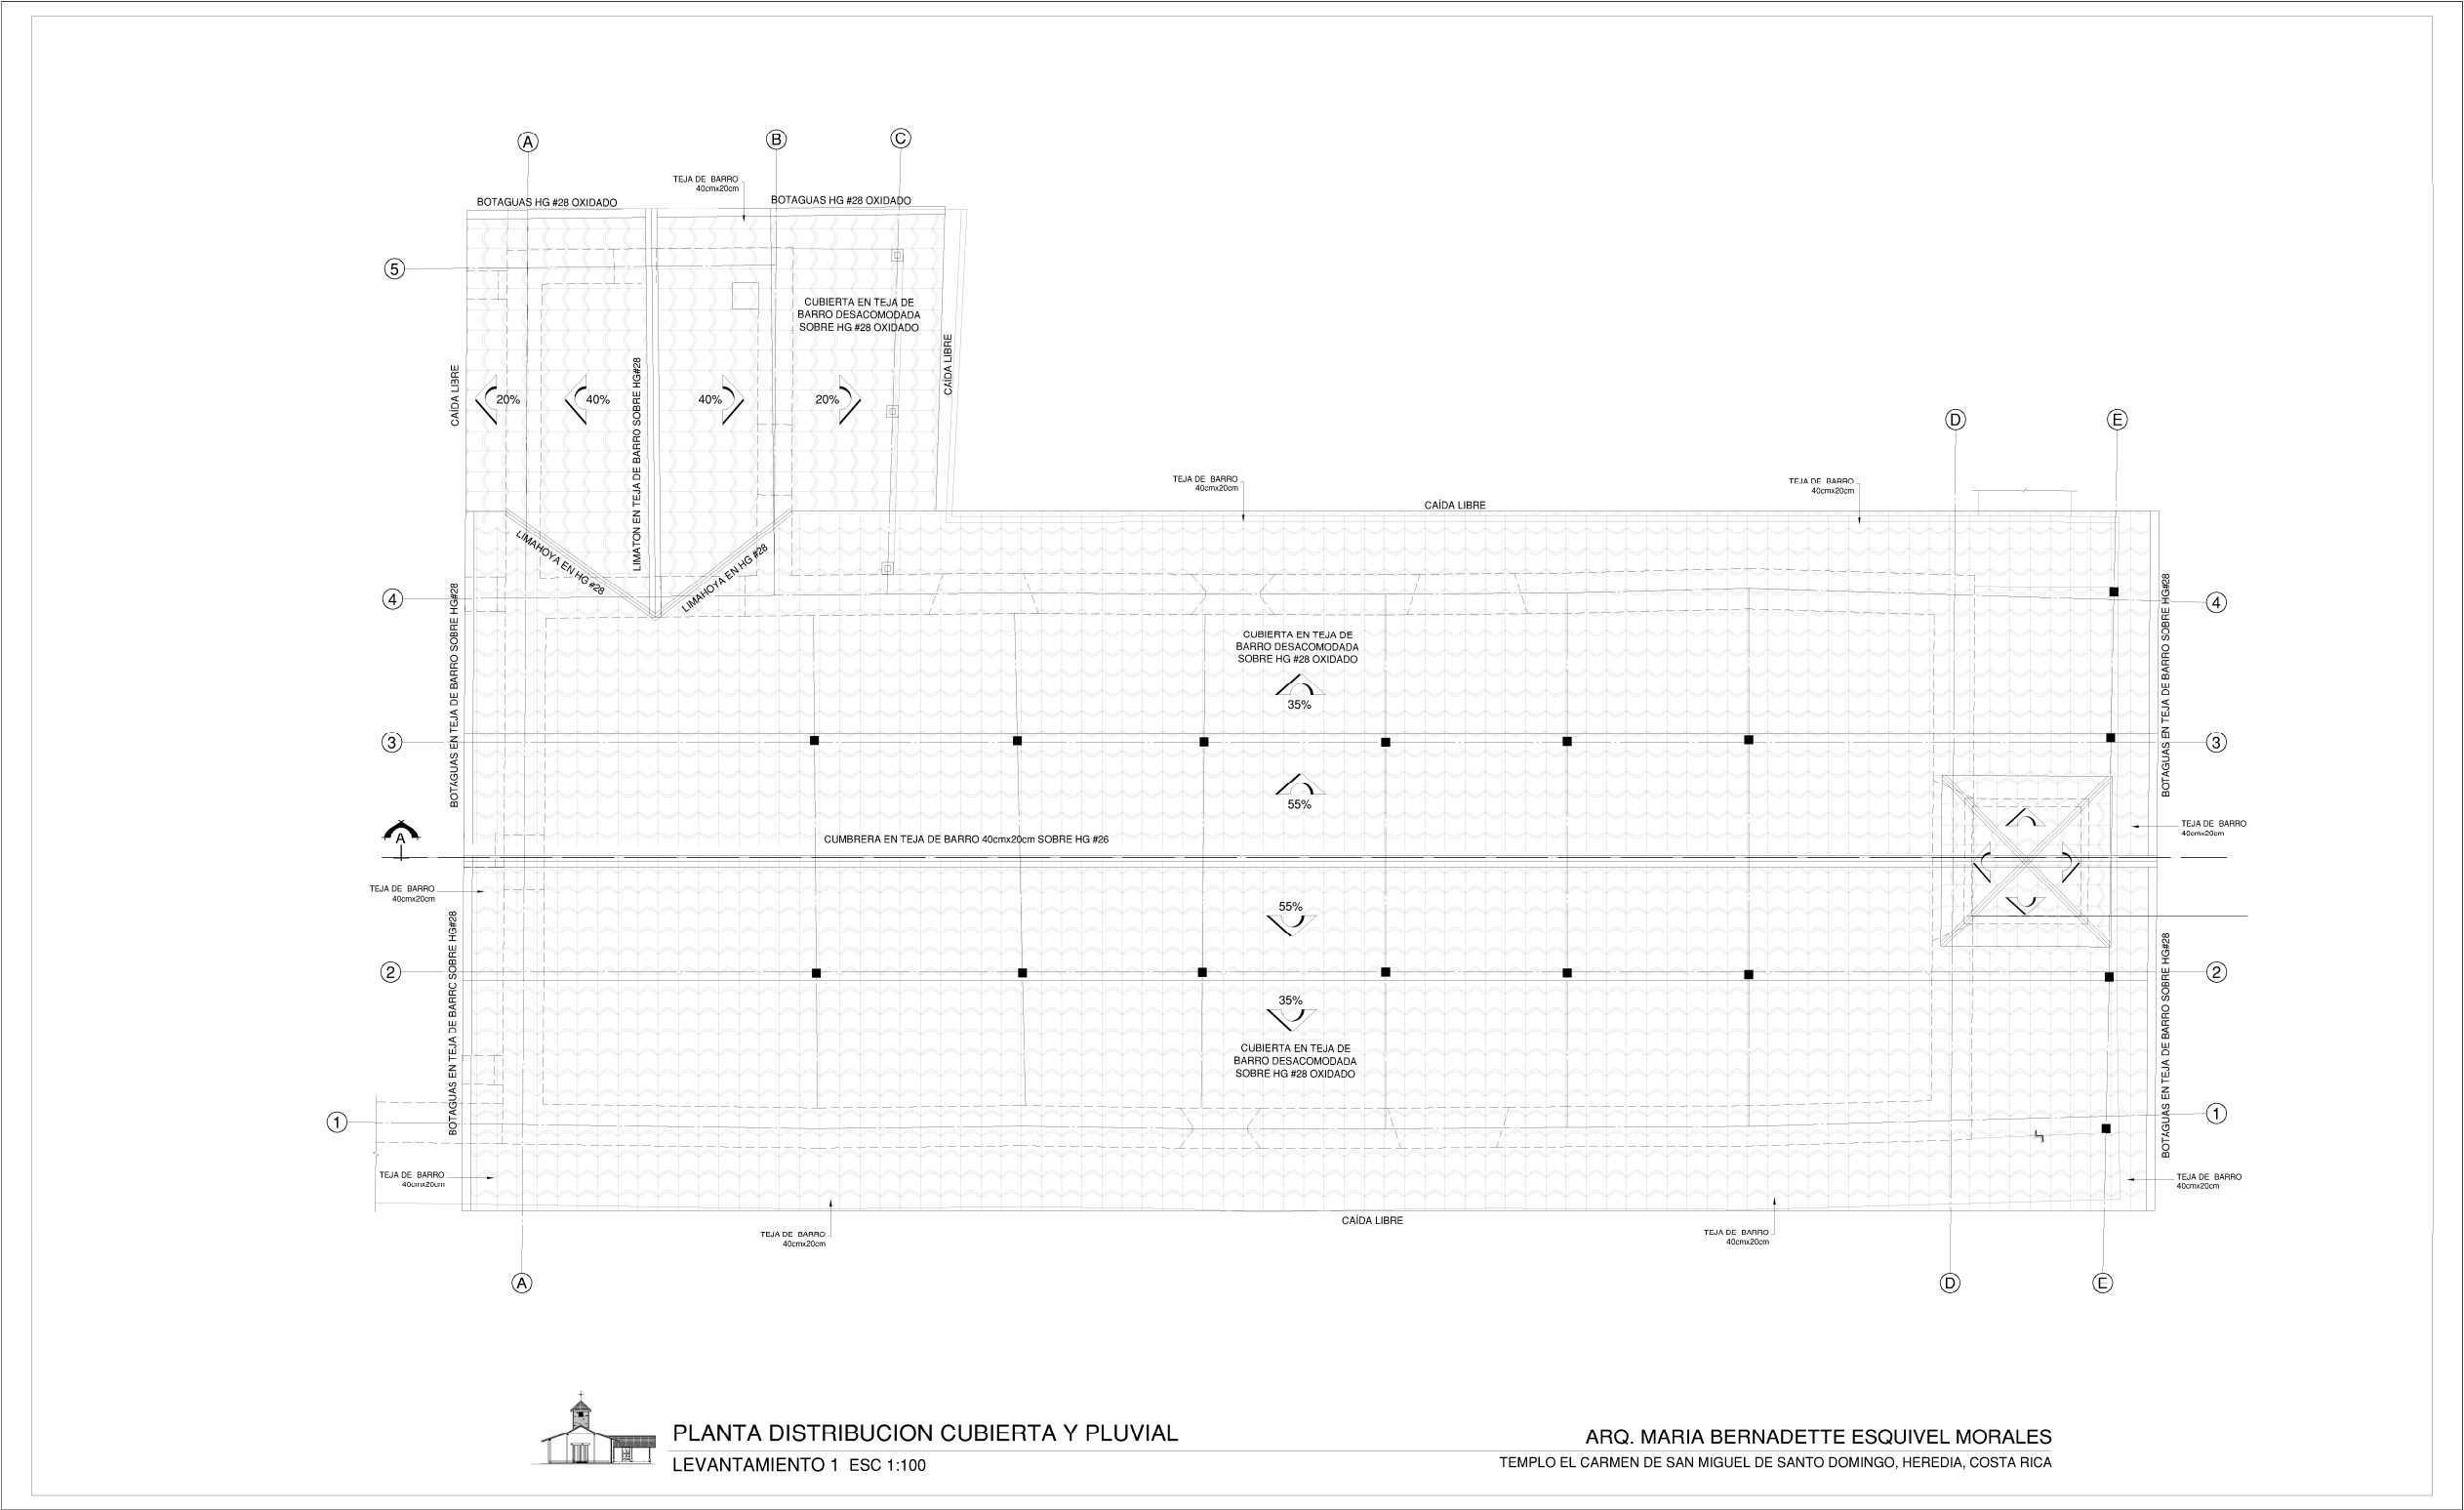 A
B
C
TEJA DE BARRO
40cmx20cm
BOTAGUAS HG #28 OXIDADO
BOTAGUAS HG #28 OXIDADO
5
CUBIERTA EN TEJA DE
BARRO DESACOMODADA
SOBRE HG #28 OXIDADO
CAÍDA LIBRE
20%
40%
LIMATON EN TEJA DE BARRO SOBRE HG#28
40%
20%
CAÍDA LIBRE
D
E
TEJA DE BARRO
40cmx20cm
CAÍDA LIBRE
TEJA DE BARRO
40cmx20cm
LIMAHOYA EN HG #28
LIMAHOYA EN HG #28
4
4
BOTAGUAS EN TEJA DE BARRO SOBRE HG#28
BOTAGUAS EN TEJA DE BARRO SOBRE HG#28
CUBIERTA EN TEJA DE
BARRO DESACOMODADA
SOBRE HG #28 OXIDADO
35%
3
3
55%
A
CUMBRERA EN TEJA DE BARRO 40cmx20cm SOBRE HG #26
TEJA DE BARRO
40cmx20cm
TEJA DE BARRO
40cmx20cm
55%
BOTAGUAS EN TEJA DE BARRC SOBRE HG#28
BOTAGUAS EN TEJA DE BARRO SOBRE HG#28
2
2
35%
CUBIERTA EN TEJA DE
BARRO DESACOMODADA
SOBRE HG #28 OXIDADO
1
1
TEJA DE BARRO
40cmx20cm
TEJA DE BARRO
40cmx20cm
CAÍDA LIBRE
TEJA DE BARRO
40cmx20cm
TEJA DE BARRO
40cmx20cm
A
D
E
PLANTA DISTRIBUCION CUBIERTA Y PLUVIAL
LEVANTAMIENTO 1 ESC 1:100
ARQ. MARIA BERNADETTE ESQUIVEL MORALES
TEMPLO EL CARMEN DE SAN MIGUEL DE SANTO DOMINGO, HEREDIA, COSTA RICA